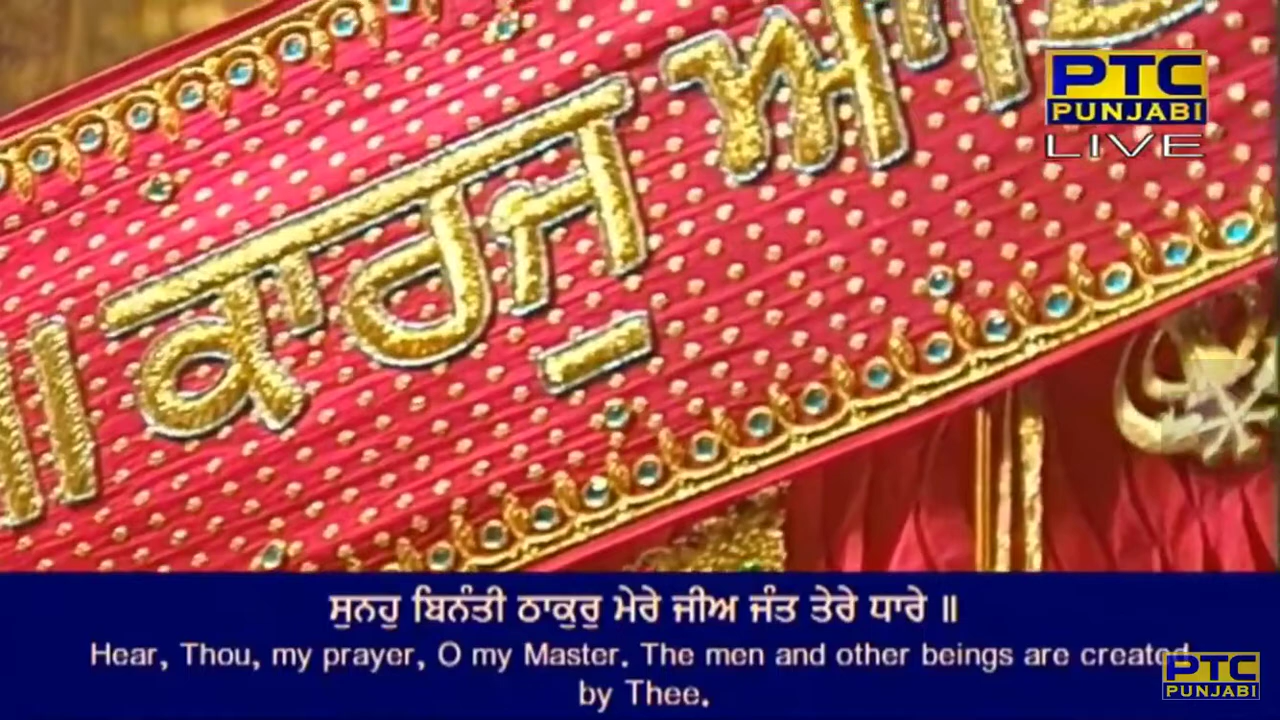 ॥ ਕਾਰਜੁ
PTC
PUNJABI
LIVE
ਸੁਨਹੁ ਬਿਨੰਤੀ ਠਾਕੁਰੁ ਮੇਰੇ ਜੀਅ ਜੰਤ ਤੇਰੇ ਧਾਰੇ ॥
Hear, Thou, my prayer, O my Master. The men and other beings are created
by Thee.
PTC
PUNJABI